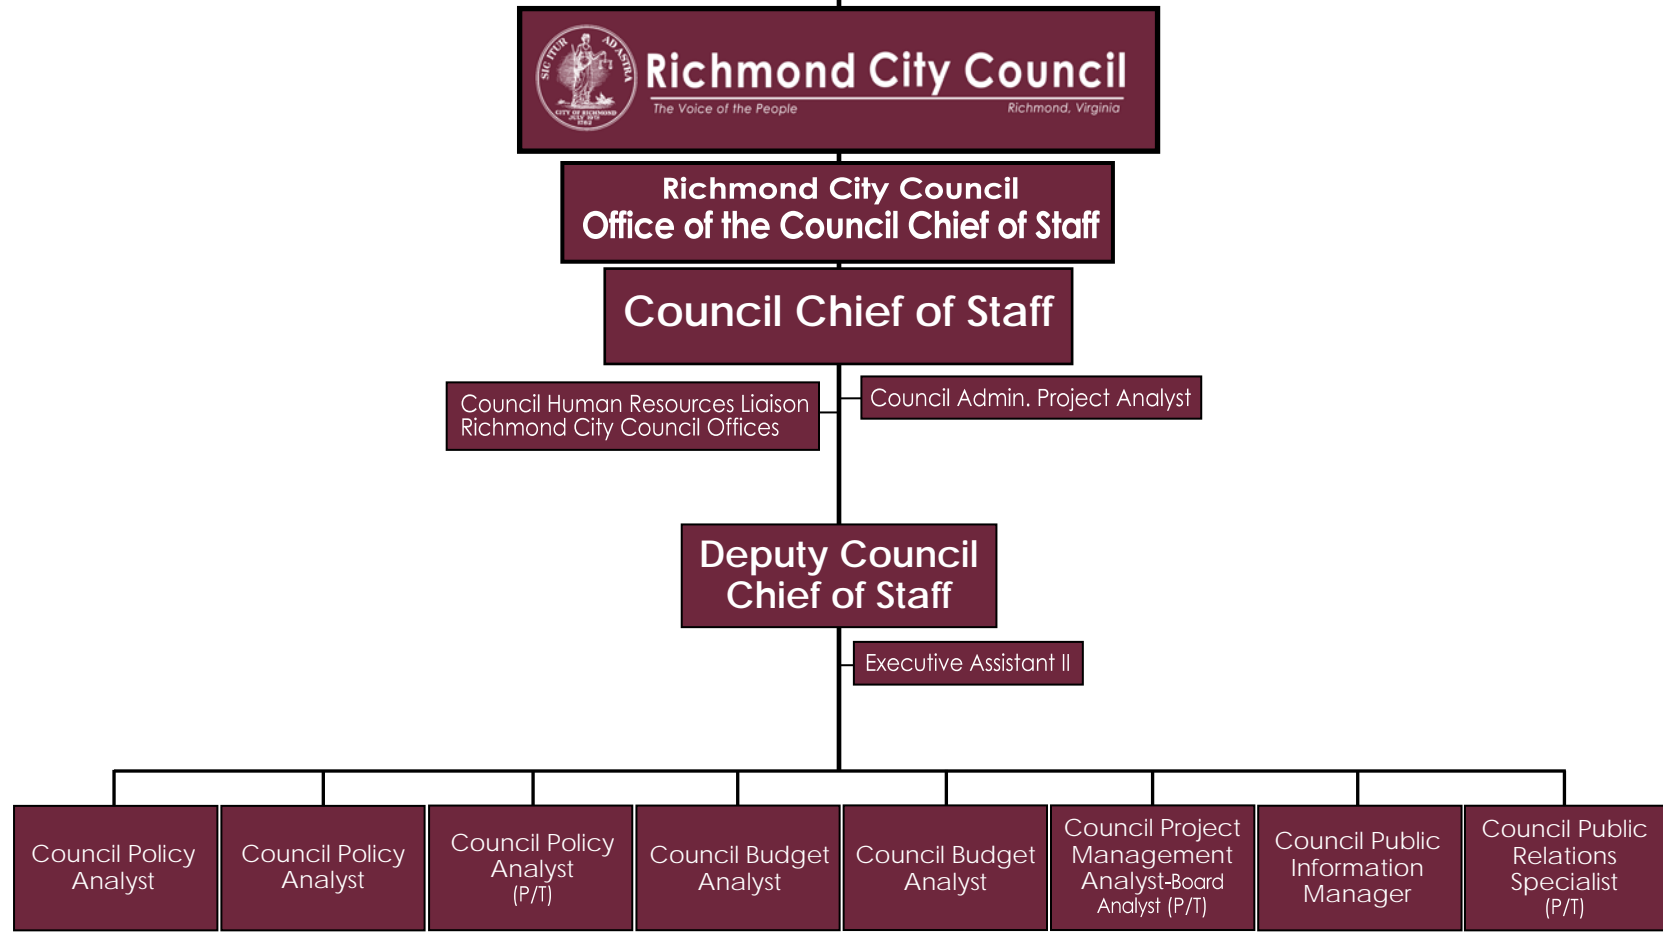 SIC ITUR AD ASTRA
CITY OF RICHMOND
JULY 19TH
1782
Richmond City Council
The Voice of the People Richmond, Virginia
Richmond City Council
Office of the Council Chief of Staff
Council Chief of Staff
Council Human Resources Liaison
Richmond City Council Offices
Council Admin. Project Analyst
Deputy Council
Chief of Staff
Executive Assistant II
Council Policy
Analyst
Council Policy
Analyst
Council Policy
Analyst
(P/T)
Council Budget
Analyst
Council Budget
Analyst
Council Project
Management
Analyst-Board
Analyst (P/T)
Council Public
Information
Manager
Council Public
Relations
Specialist
(P/T)